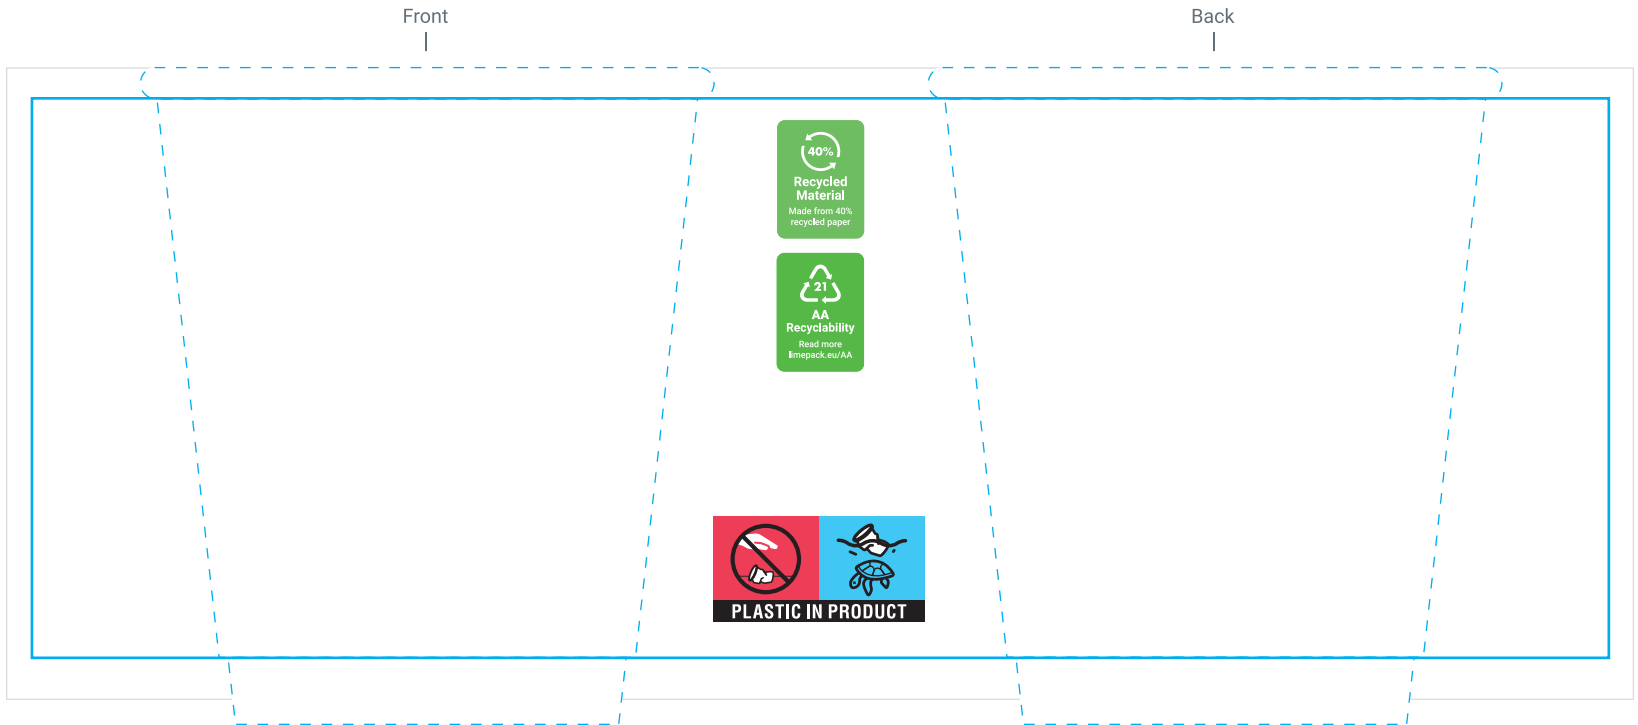 Front
Back
40%
Recycled
Material
Made from 40%
recycled paper
21
AA
Recyclability
Read more
limepack.eu/AA
PLASTIC IN PRODUCT